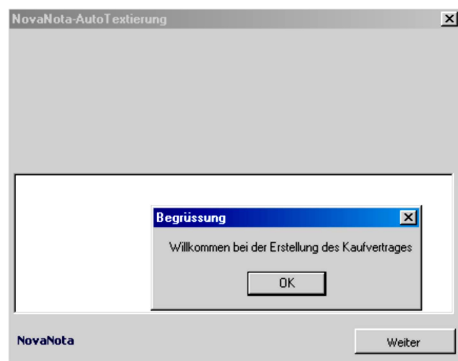 NovaNota-AutoTextierung
Begrüssung
Willkommen bei der Erstellung des Kaufvertrages
OK
NovaNota
Weiter